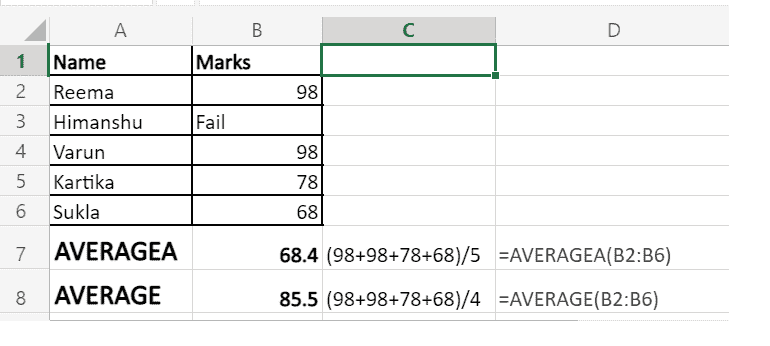 A B C D
1 Name Marks
2 Reema 98
3 Himanshu Fail
4 Varun 98
5 Kartika 78
6 Sukla 68
7 AVERAGEA 68.4 (98+98+78+68)/5 =AVERAGEA(B2:B6)
8 AVERAGE 85.5 (98+98+78+68)/4 =AVERAGE(B2:B6)